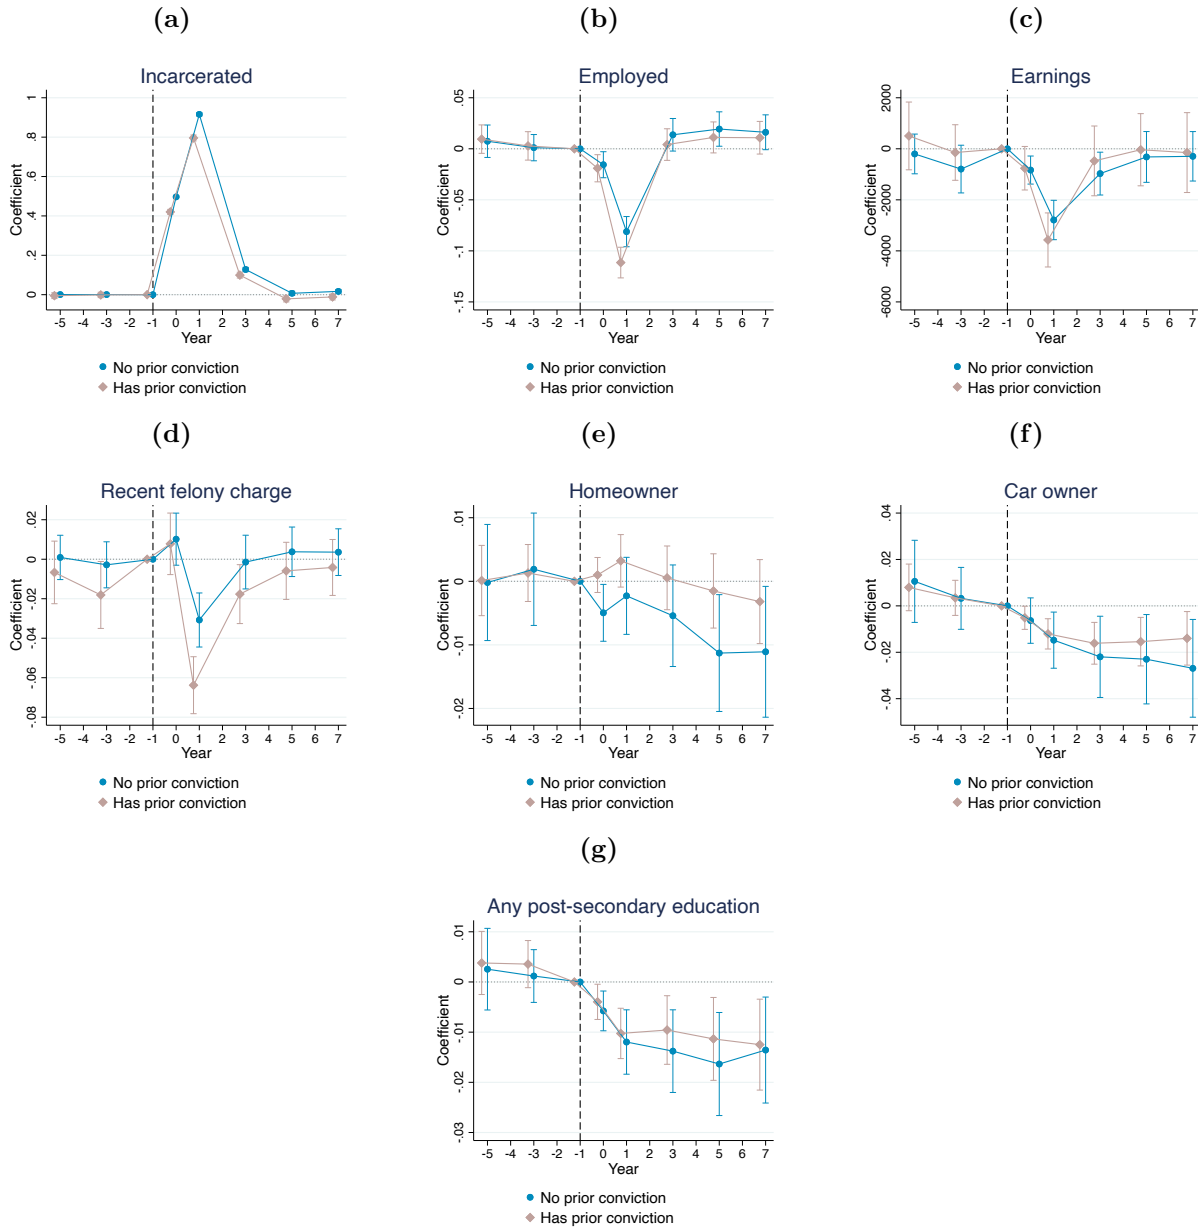 (a)
Incarcerated
Coefficient
1
.8
.6
.4
.2
0
-5 -4 -3 -2 -1 0 1 2 3 4 5 6 7
Year
No prior conviction
Has prior conviction
(b)
Employed
Coefficient
.05
0
-.05
-.1
-.15
-5 -4 -3 -2 -1 0 1 2 3 4 5 6 7
Year
No prior conviction
Has prior conviction
(c)
Earnings
Coefficient
2000
0
-2000
-4000
-6000
-5 -4 -3 -2 -1 0 1 2 3 4 5 6 7
Year
No prior conviction
Has prior conviction
(d)
Recent felony charge
Coefficient
.02
0
-.02
-.04
-.06
-.08
-5 -4 -3 -2 -1 0 1 2 3 4 5 6 7
Year
No prior conviction
Has prior conviction
(e)
Homeowner
Coefficient
.01
0
-.01
-.02
-5 -4 -3 -2 -1 0 1 2 3 4 5 6 7
Year
No prior conviction
Has prior conviction
(f)
Car owner
Coefficient
.04
.02
0
-.02
-.04
-5 -4 -3 -2 -1 0 1 2 3 4 5 6 7
Year
No prior conviction
Has prior conviction
(g)
Any post-secondary education
Coefficient
.01
0
-.01
-.02
-.03
-5 -4 -3 -2 -1 0 1 2 3 4 5 6 7
Year
No prior conviction
Has prior conviction